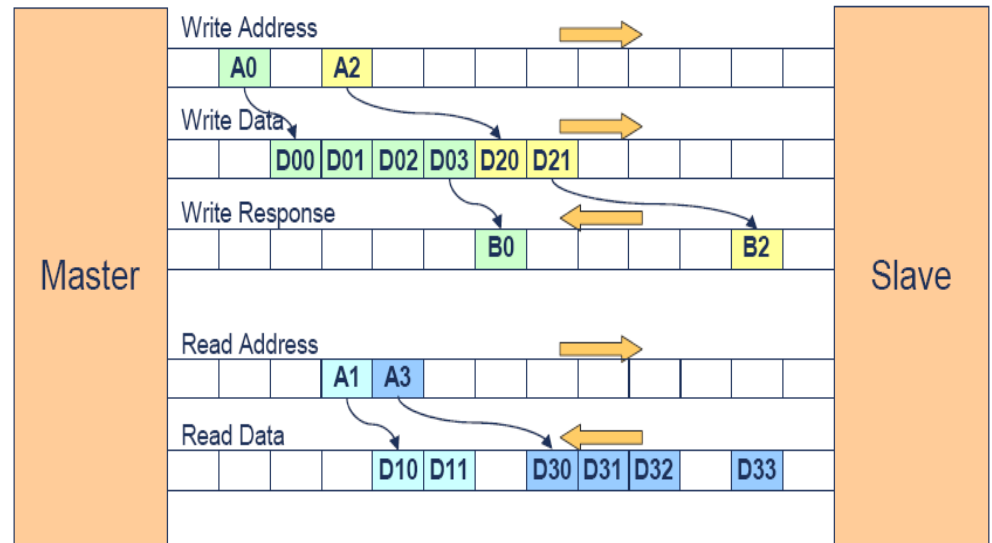 Write Address
A0 A2
Write Data
D00 D01 D02 D03 D20 D21
Write Response
B0 B2
Master
Slave
Read Address
A1 A3
Read Data
D10 D11 D30 D31 D32 D33